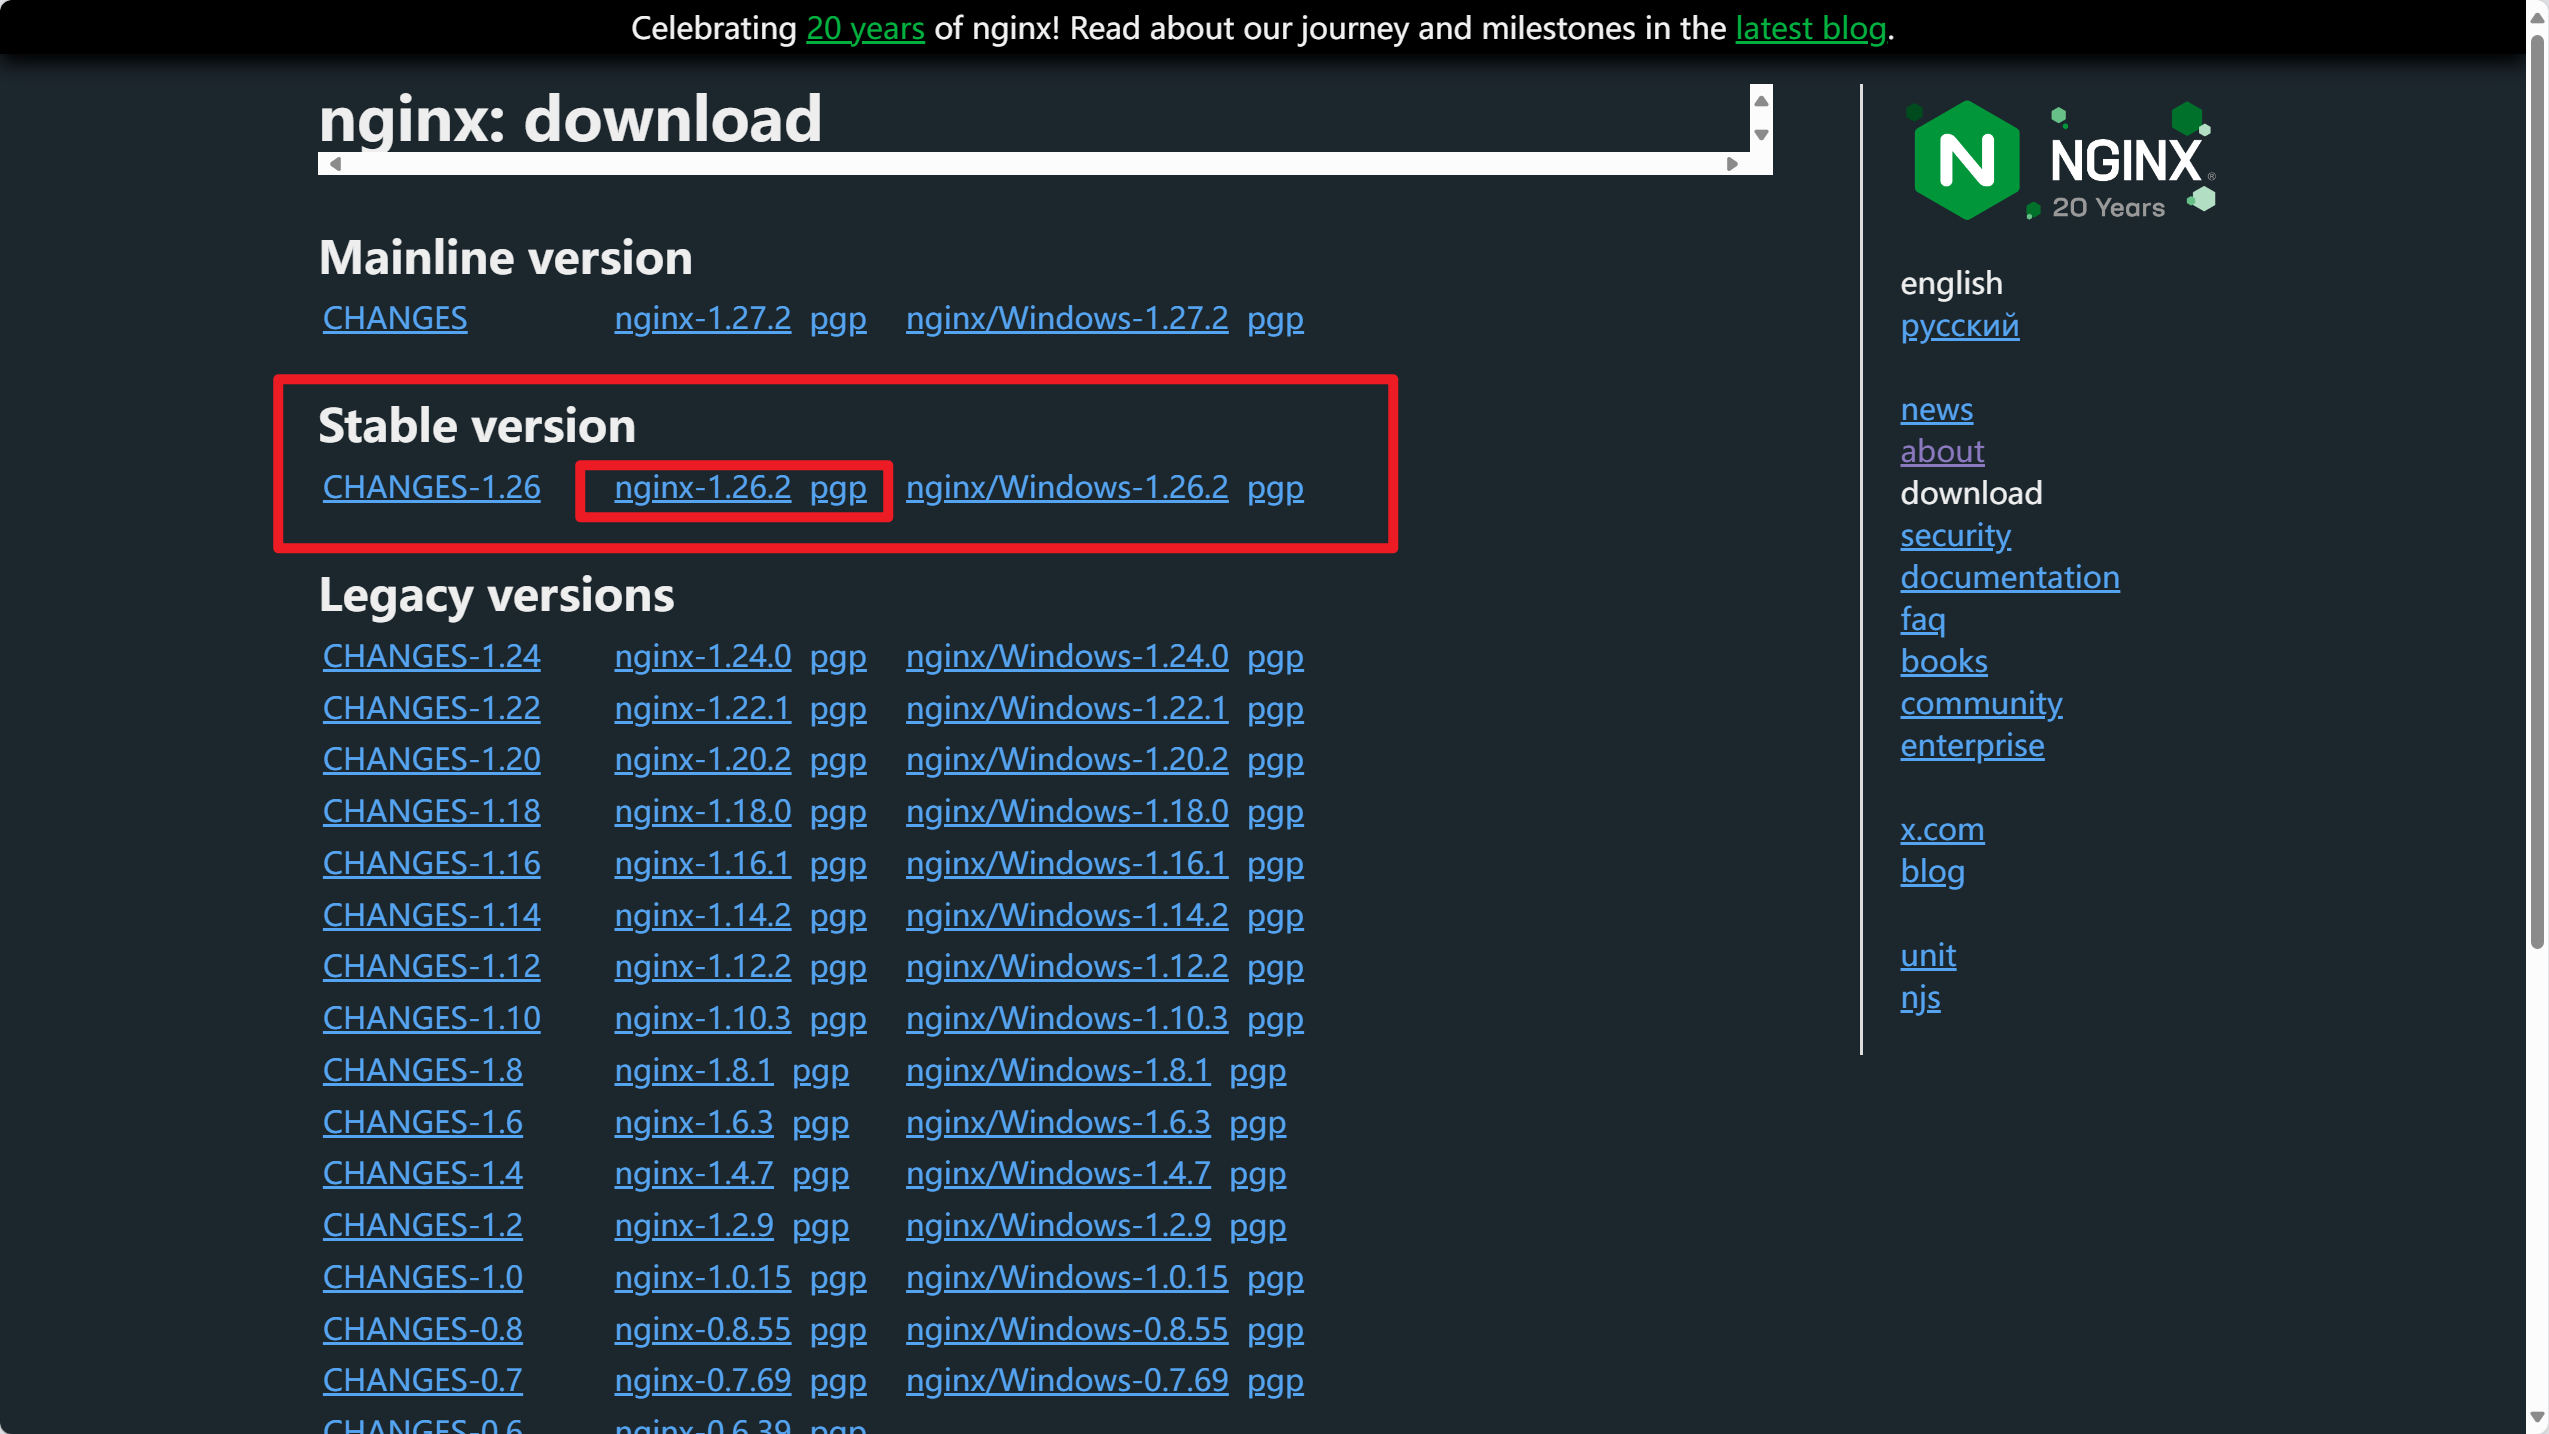 Celebrating 20 years of nginx! Read about our journey and milestones in the latest blog.
nginx: download
Mainline version
CHANGES nginx-1.27.2 pgp nginx/Windows-1.27.2 pgp
Stable version
CHANGES-1.26 nginx-1.26.2 pgp nginx/Windows-1.26.2 pgp
Legacy versions
CHANGES-1.24 nginx-1.24.0 pgp nginx/Windows-1.24.0 pgp
CHANGES-1.22 nginx-1.22.1 pgp nginx/Windows-1.22.1 pgp
CHANGES-1.20 nginx-1.20.2 pgp nginx/Windows-1.20.2 pgp
CHANGES-1.18 nginx-1.18.0 pgp nginx/Windows-1.18.0 pgp
CHANGES-1.16 nginx-1.16.1 pgp nginx/Windows-1.16.1 pgp
CHANGES-1.14 nginx-1.14.2 pgp nginx/Windows-1.14.2 pgp
CHANGES-1.12 nginx-1.12.2 pgp nginx/Windows-1.12.2 pgp
CHANGES-1.10 nginx-1.10.3 pgp nginx/Windows-1.10.3 pgp
CHANGES-1.8 nginx-1.8.1 pgp nginx/Windows-1.8.1 pgp
CHANGES-1.6 nginx-1.6.3 pgp nginx/Windows-1.6.3 pgp
CHANGES-1.4 nginx-1.4.7 pgp nginx/Windows-1.4.7 pgp
CHANGES-1.2 nginx-1.2.9 pgp nginx/Windows-1.2.9 pgp
CHANGES-1.0 nginx-1.0.15 pgp nginx/Windows-1.0.15 pgp
CHANGES-0.8 nginx-0.8.55 pgp nginx/Windows-0.8.55 pgp
CHANGES-0.7 nginx-0.7.69 pgp nginx/Windows-0.7.69 pgp
CHANGES-0.6 nginx-0.6.39 pgp
N NGINX®
20 Years
english
русский
news
about
download
security
documentation
faq
books
community
enterprise
x.com
blog
unit
njs